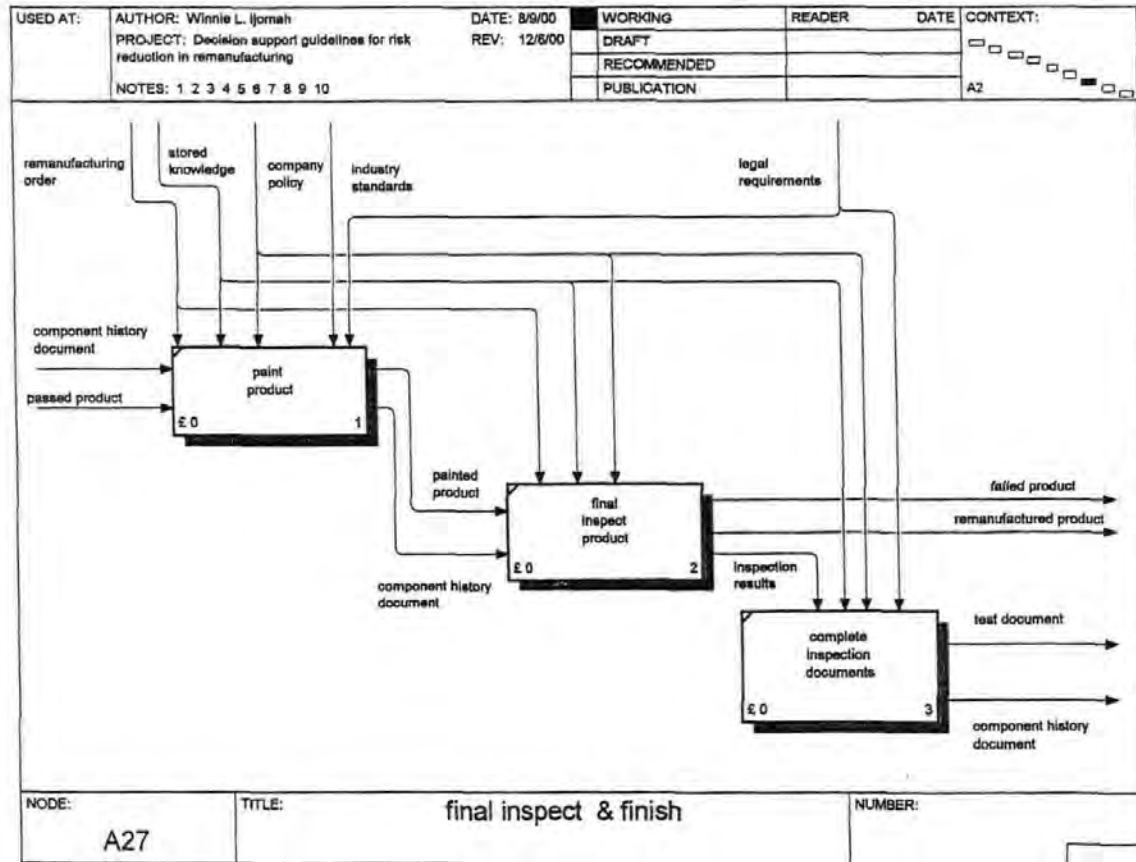 USED AT:
AUTHOR: Winnie L. Ijomah
DATE: 8/9/00
WORKING
READER
DATE
CONTEXT:
PROJECT: Decision support guidelines for risk
REV: 12/6/00
DRAFT
reduction in remanufacturing
RECOMMENDED
NOTES: 1 2 3 4 5 6 7 8 9 10
PUBLICATION
A2
remanufacturing
order
stored
knowledge
company
policy
industry
standards
legal
requirements
component history
document
passed product
paint
product
£ 0
1
painted
product
component history
document
final
inspect
product
£ 0
2
failed product
remanufactured product
inspection
results
complete
inspection
documents
£ 0
3
test document
component history
document
NODE:
A27
TITLE:
final inspect & finish
NUMBER: